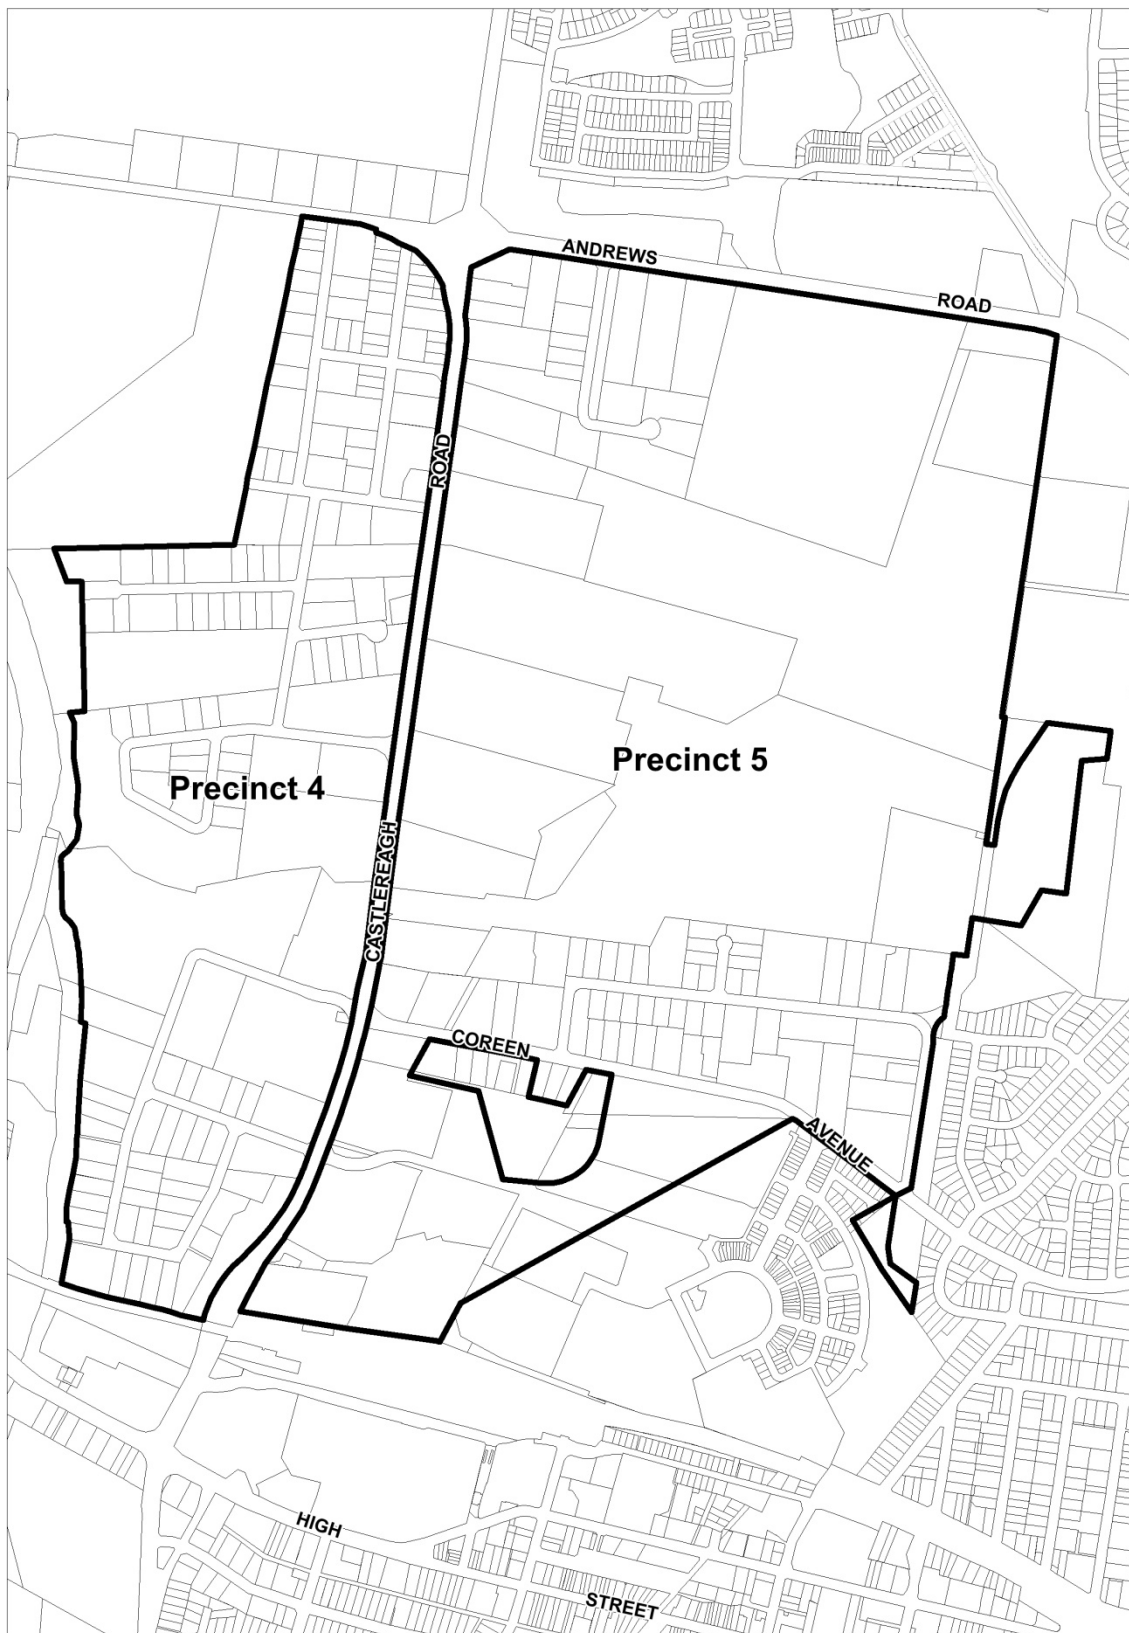 ANDREWS
ROAD
ROAD
Precinct 5
Precinct 4
CASTLEREAGH
COREEN
AVENUE
HIGH
STREET